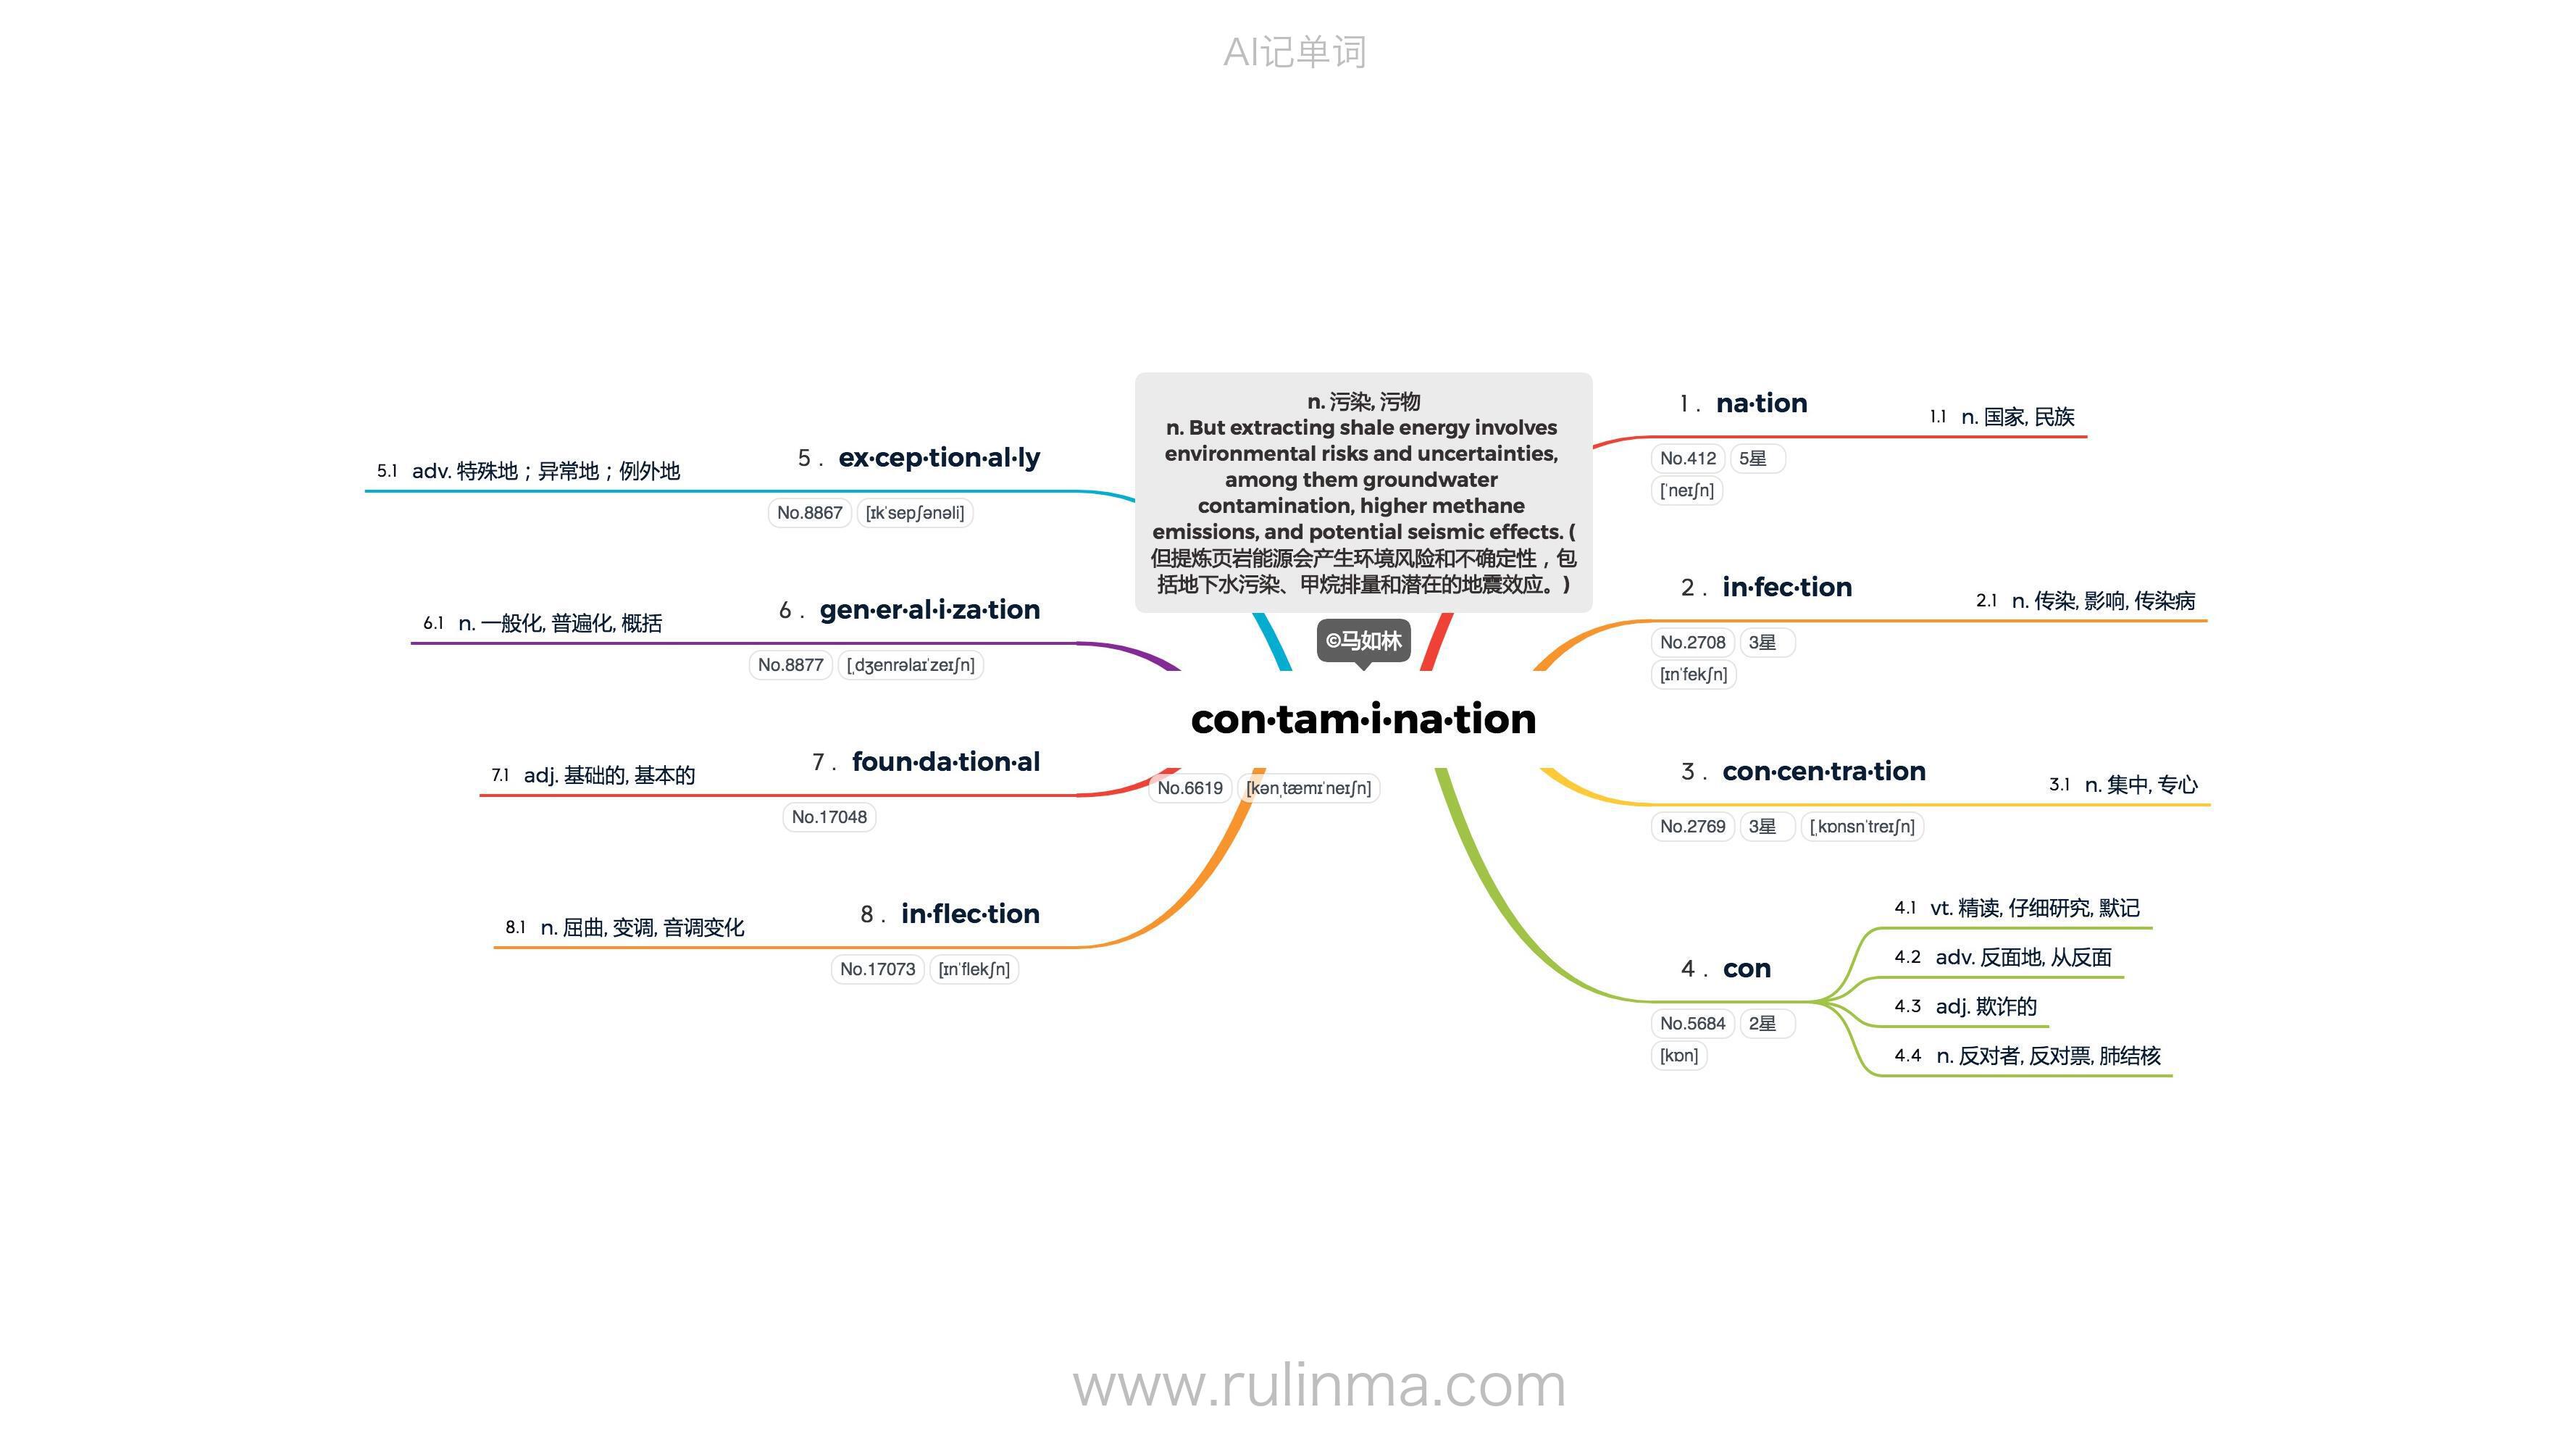 AI记单词
n. 污染, 污物
n. But extracting shale energy involves
environmental risks and uncertainties,
among them groundwater
contamination, higher methane
emissions, and potential seismic effects. (
但提炼页岩能源会产生环境风险和不确定性，包
括地下水污染、甲烷排量和潜在的地震效应。)
©马如林
con·tam·i·na·tion
No.6619 [kənˌtæmɪˈneɪʃn]
1 . na·tion
1.1 n. 国家, 民族
No.412 5星
[ˈneɪʃn]
2 . in·fec·tion
2.1 n. 传染, 影响, 传染病
No.2708 3星
[ɪnˈfekʃn]
3 . con·cen·tra·tion
3.1 n. 集中, 专心
No.2769 3星 [ˌkɒnsnˈtreɪʃn]
4 . con
No.5684 2星
[kɒn]
4.1 vt. 精读, 仔细研究, 默记
4.2 adv. 反面地, 从反面
4.3 adj. 欺诈的
4.4 n. 反对者, 反对票, 肺结核
5 . ex·cep·tion·al·ly
5.1 adv. 特殊地；异常地；例外地
No.8867 [ɪkˈsepʃənəli]
6 . gen·er·al·i·za·tion
6.1 n. 一般化, 普遍化, 概括
No.8877 [ˌdʒenrəlaɪˈzeɪʃn]
7 . foun·da·tion·al
7.1 adj. 基础的, 基本的
No.17048
8 . in·flec·tion
8.1 n. 屈曲, 变调, 音调变化
No.17073 [ɪnˈflekʃn]
www.rulinma.com